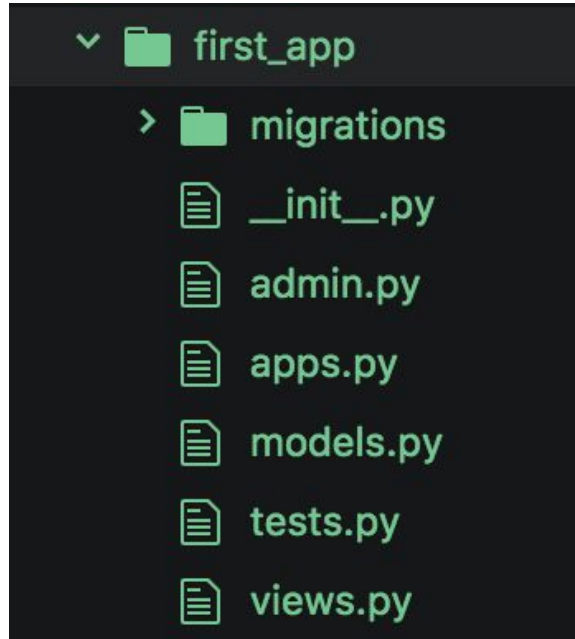 first_app
migrations
__init__.py
admin.py
apps.py
models.py
tests.py
views.py